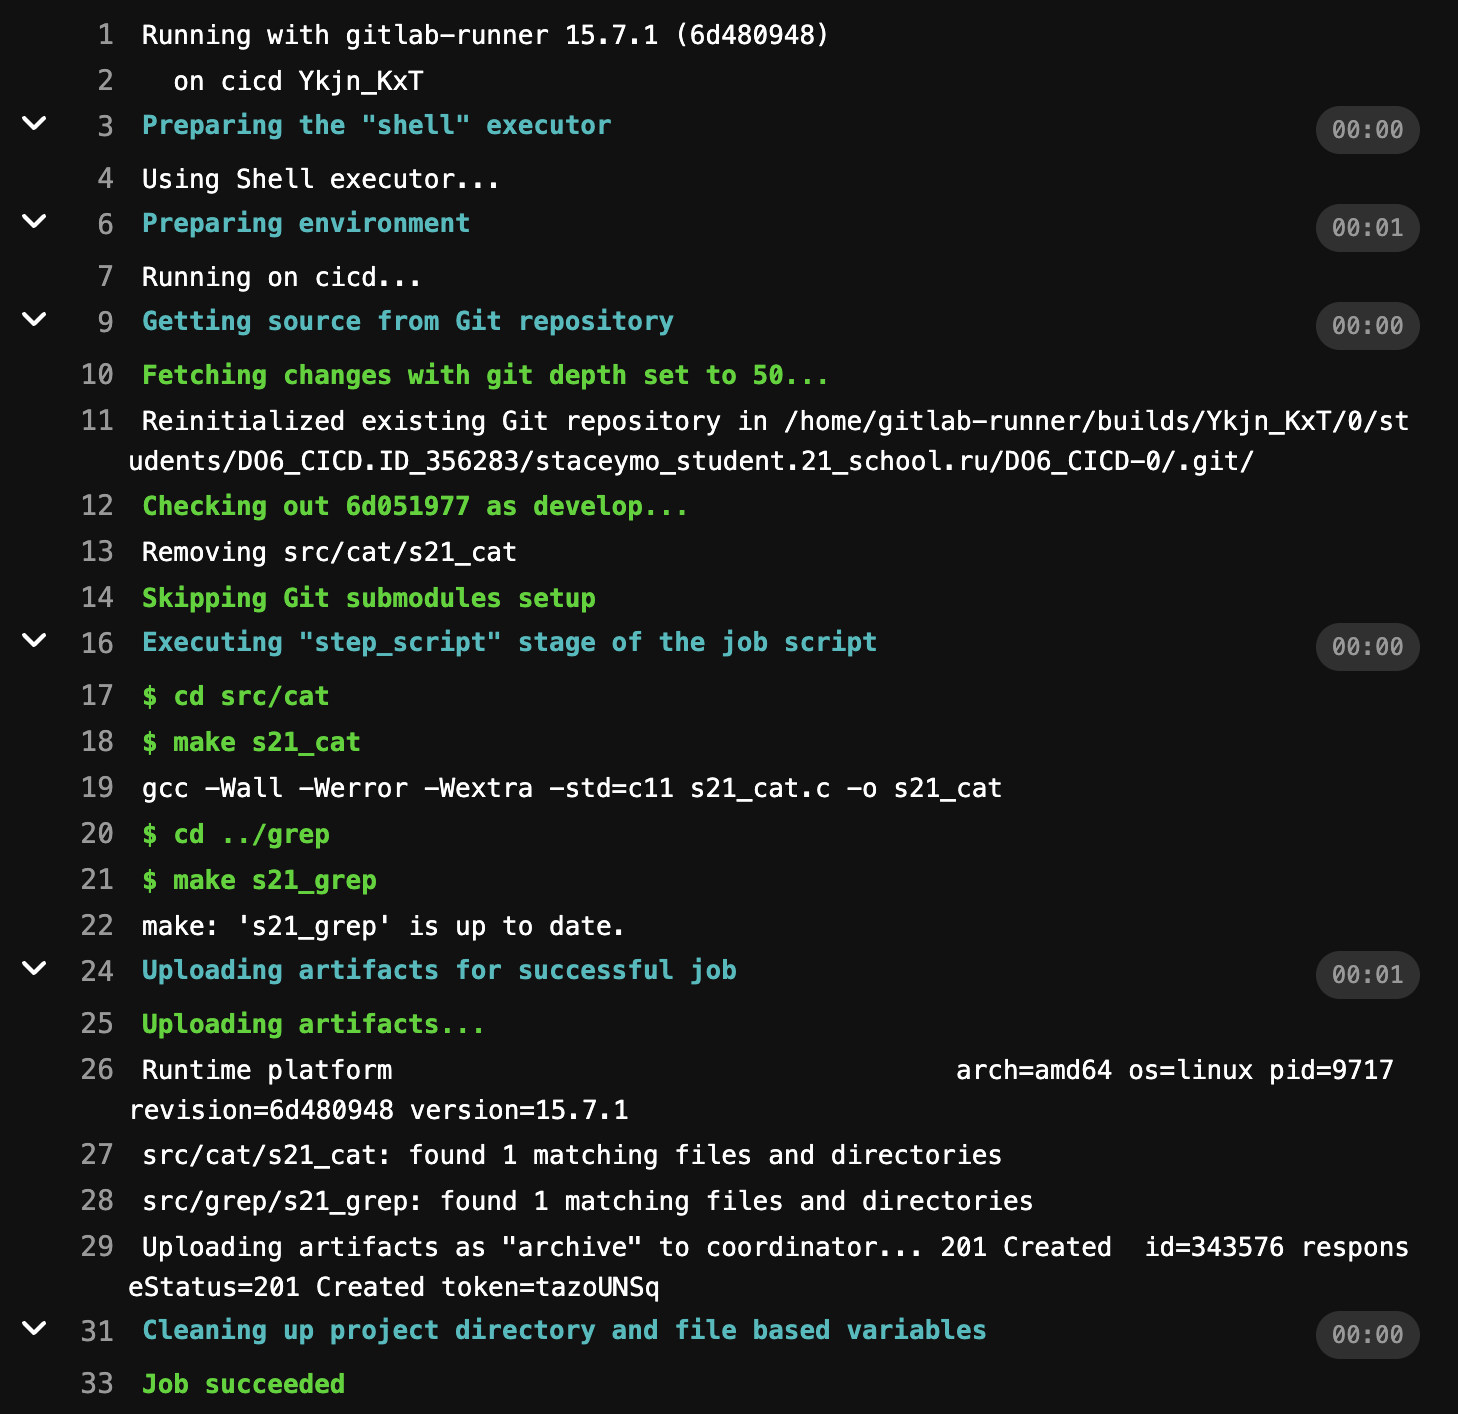 1 Running with gitlab-runner 15.7.1 (6d480948)
2 on cicd Ykjn_KxT
3 Preparing the "shell" executor 00:00
4 Using Shell executor...
6 Preparing environment 00:01
7 Running on cicd...
9 Getting source from Git repository 00:00
10 Fetching changes with git depth set to 50...
11 Reinitialized existing Git repository in /home/gitlab-runner/builds/Ykjn_KxT/0/st
udents/DO6_CICD.ID_356283/staceymo_student.21_school.ru/DO6_CICD-0/.git/
12 Checking out 6d051977 as develop...
13 Removing src/cat/s21_cat
14 Skipping Git submodules setup
16 Executing "step_script" stage of the job script 00:00
17 $ cd src/cat
18 $ make s21_cat
19 gcc -Wall -Werror -Wextra -std=c11 s21_cat.c -o s21_cat
20 $ cd ../grep
21 $ make s21_grep
22 make: 's21_grep' is up to date.
24 Uploading artifacts for successful job 00:01
25 Uploading artifacts...
26 Runtime platform arch=amd64 os=linux pid=9717
revision=6d480948 version=15.7.1
27 src/cat/s21_cat: found 1 matching files and directories
28 src/grep/s21_grep: found 1 matching files and directories
29 Uploading artifacts as "archive" to coordinator... 201 Created id=343576 respons
eStatus=201 Created token=tazoUNSq
31 Cleaning up project directory and file based variables 00:00
33 Job succeeded